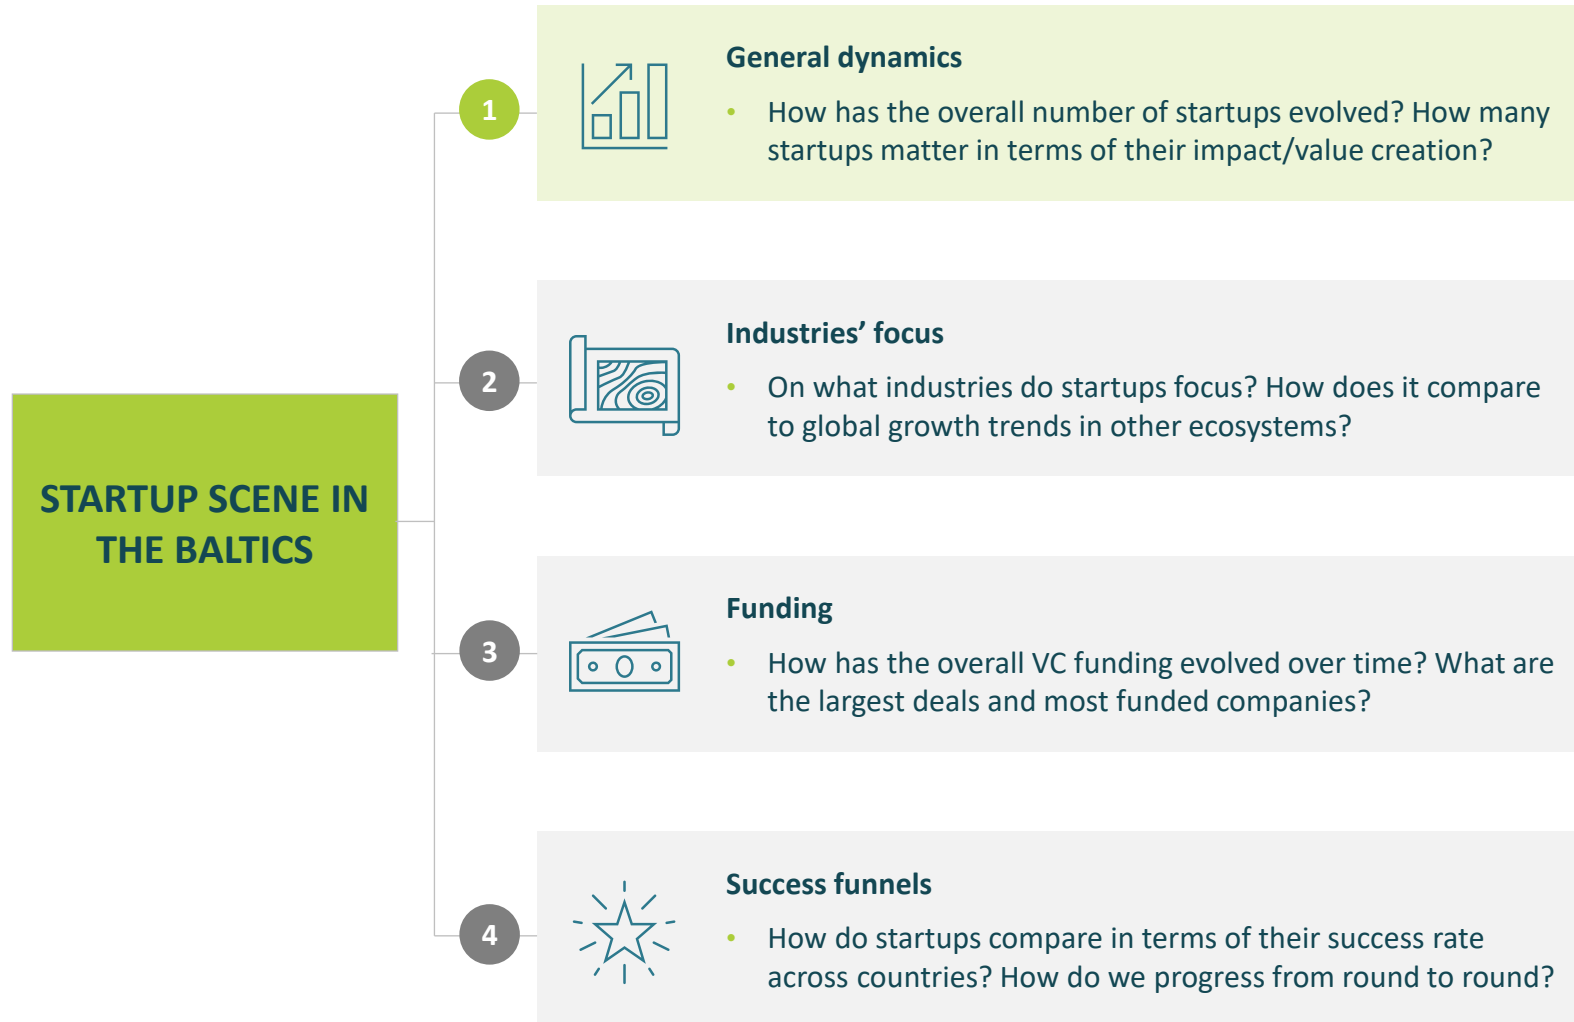 STARTUP SCENE IN
THE BALTICS
1
General dynamics
• How has the overall number of startups evolved? How many
startups matter in terms of their impact/value creation?
2
Industries’ focus
• On what industries do startups focus? How does it compare
to global growth trends in other ecosystems?
3
Funding
• How has the overall VC funding evolved over time? What are
the largest deals and most funded companies?
4
Success funnels
• How do startups compare in terms of their success rate
across countries? How do we progress from round to round?